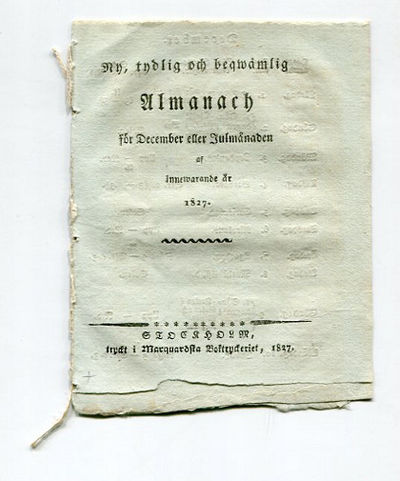 Ny, tydlig och beqwämlig
Almanach
för December eller Julmånaden
af
innewarande år
1827.
STOCKHOLM,
tryckt i Marquardska Boktryckeriet, 1827.